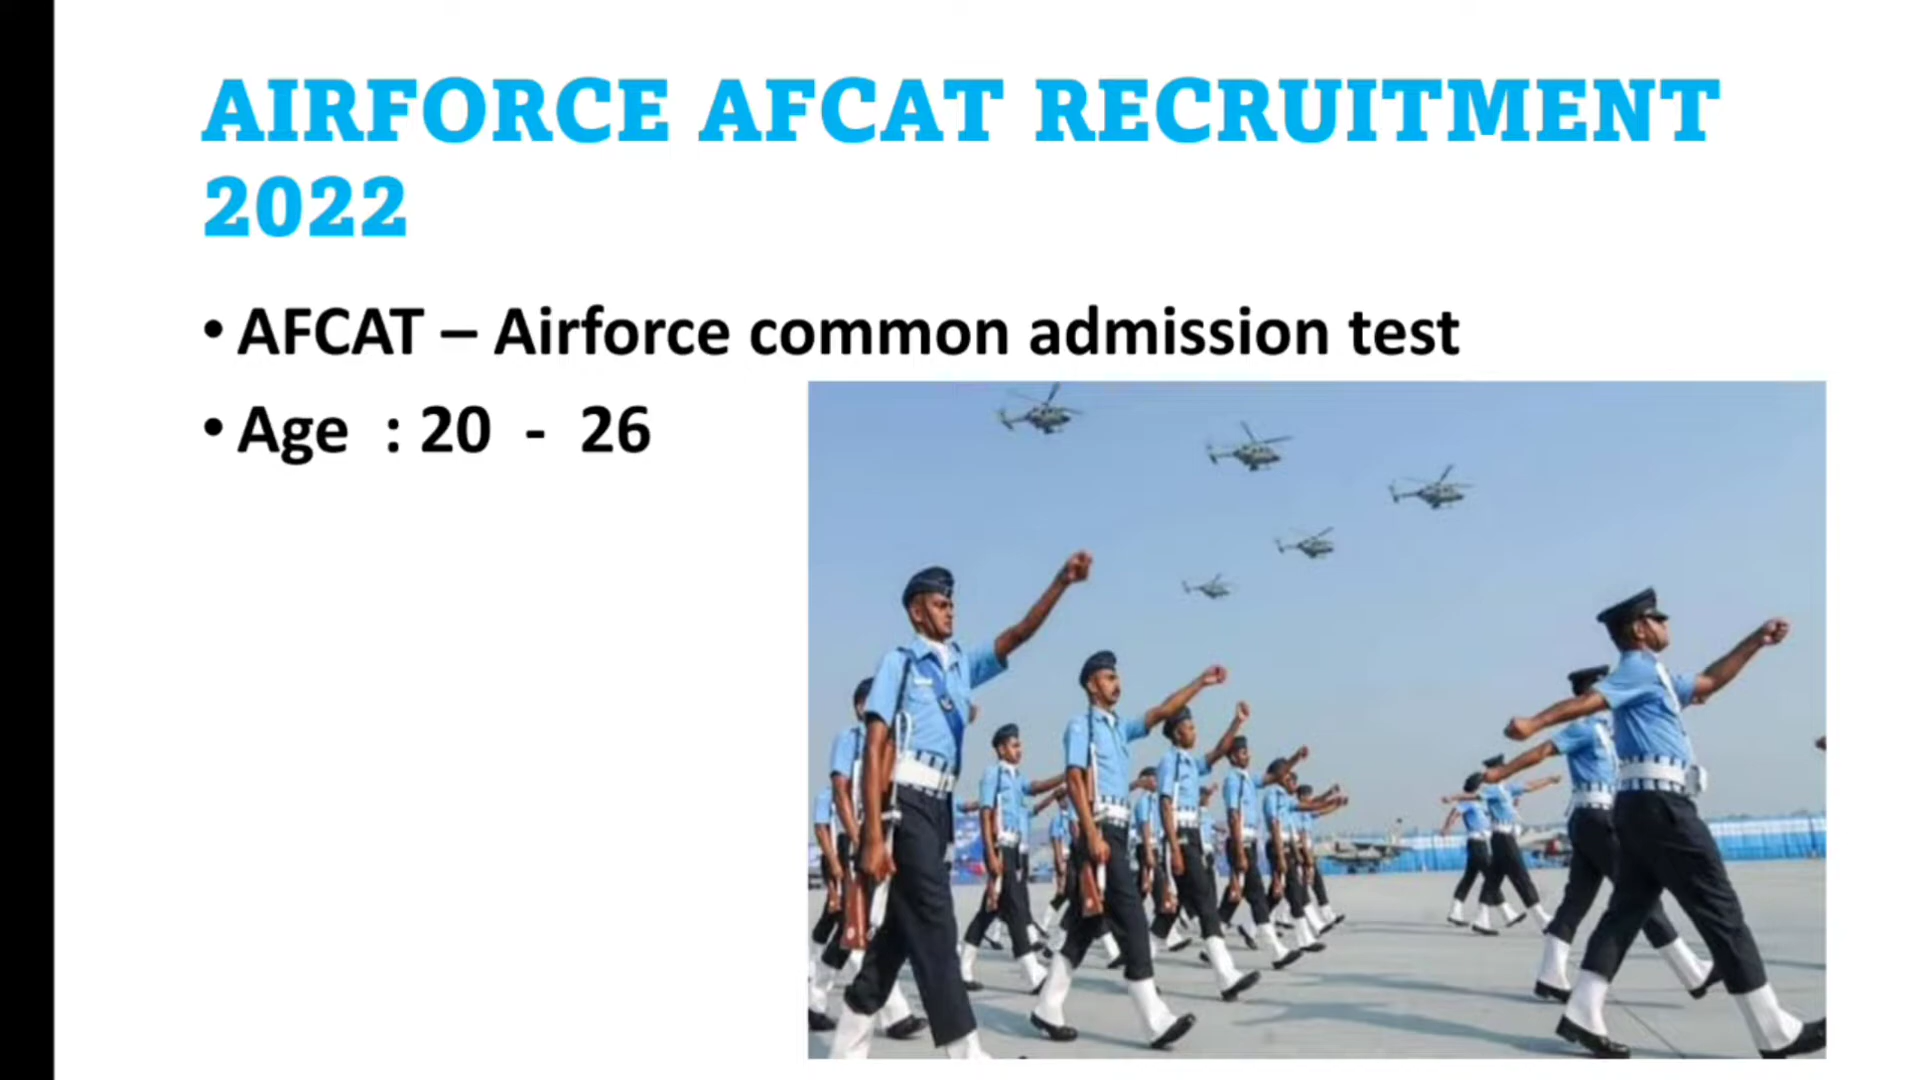 AIRFORCE AFCAT RECRUITMENT
2022
• AFCAT – Airforce common admission test
• Age : 20 - 26